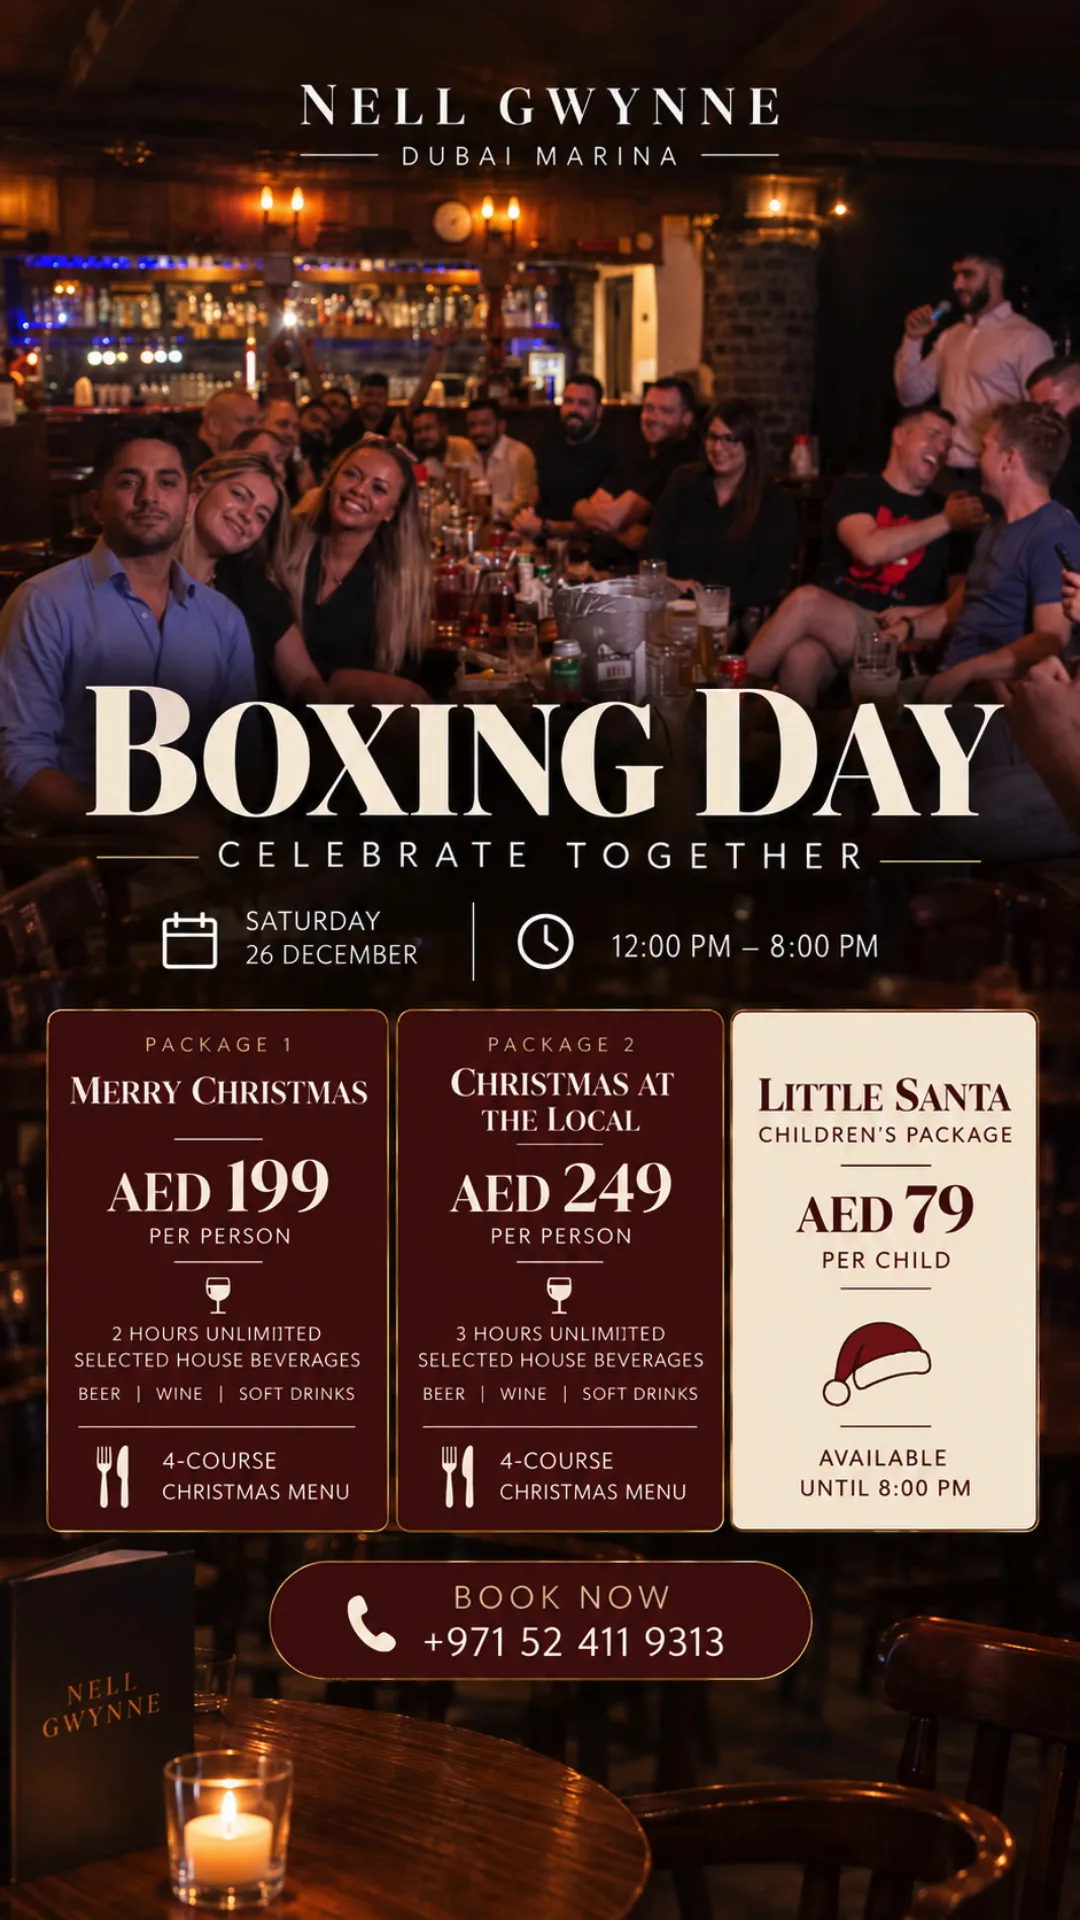 NELL GWYNNE
DUBAI MARINA
BOXING DAY
CELEBRATE TOGETHER
SATURDAY
26 DECEMBER
12:00 PM – 8:00 PM
PACKAGE 1
MERRY CHRISTMAS
AED 199
PER PERSON
2 HOURS UNLIMITED
SELECTED HOUSE BEVERAGES
BEER | WINE | SOFT DRINKS
4-COURSE
CHRISTMAS MENU
PACKAGE 2
CHRISTMAS AT
THE LOCAL
AED 249
PER PERSON
3 HOURS UNLIMITED
SELECTED HOUSE BEVERAGES
BEER | WINE | SOFT DRINKS
4-COURSE
CHRISTMAS MENU
LITTLE SANTA
CHILDREN'S PACKAGE
AED 79
PER CHILD
AVAILABLE
UNTIL 8:00 PM
BOOK NOW
+971 52 411 9313
NELL
GWYNNE